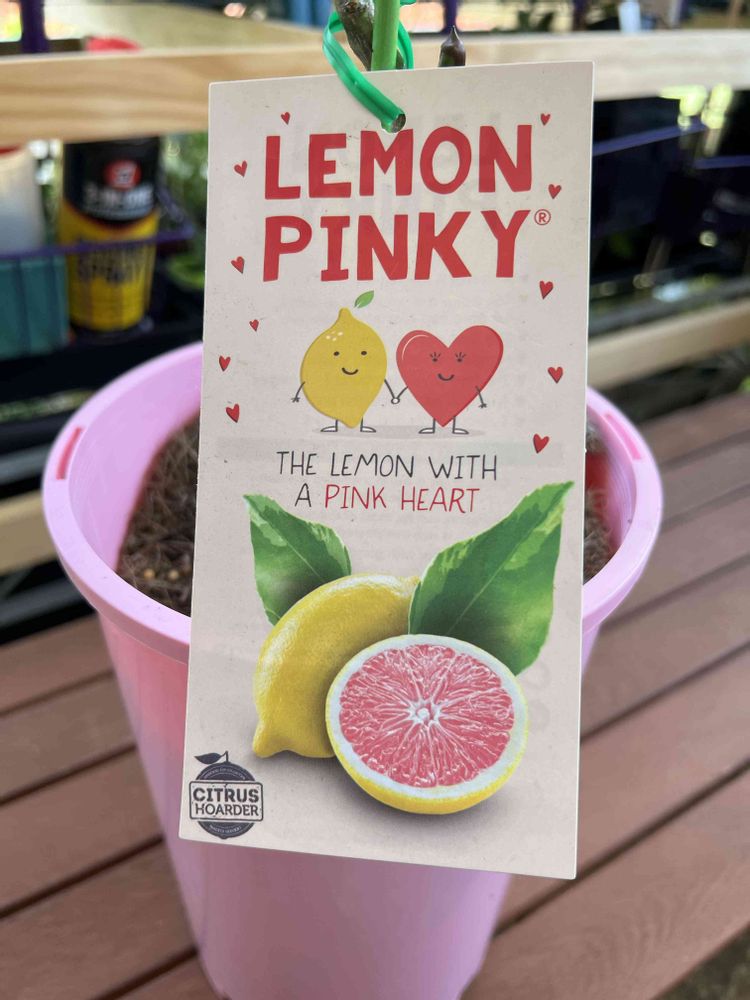 LEMON
PINKY®
THE LEMON WITH
A PINK HEART
CITRUS
HOARDER